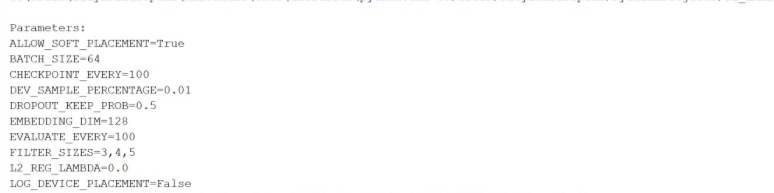 Parameters:
ALLOW_SOFT_PLACEMENT=True
BATCH_SIZE=64
CHECKPOINT_EVERY=100
DEV_SAMPLE_PERCENTAGE=0.01
DROPOUT_KEEP_PROB=0.5
EMBEDDING_DIM=128
EVALUATE_EVERY=100
FILTER_SIZES=3,4,5
L2_REG_LAMBDA=0.0
LOG_DEVICE_PLACEMENT=False